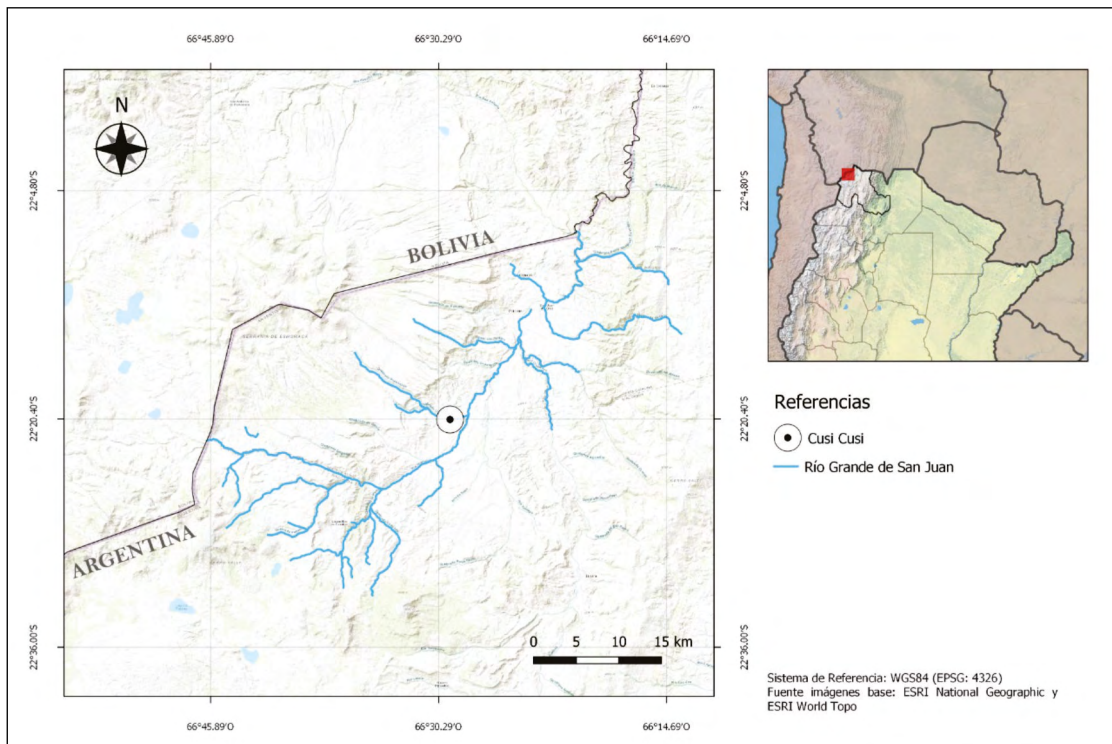 66°45.89'O 66°30.29'O 66°14.69'O
N
22°4.80'S 22°4.80'S
BOLIVIA
22°20.40'S 22°20.40'S
ARGENTINA
0 5 10 15 km
22°36.00'S 22°36.00'S
66°45.89'O 66°30.29'O 66°14.69'O
Referencias
Cusi Cusi
Río Grande de San Juan
Sistema de Referencia: WGS84 (EPSG: 4326)
Fuente imágenes base: ESRI National Geographic y
ESRI World Topo